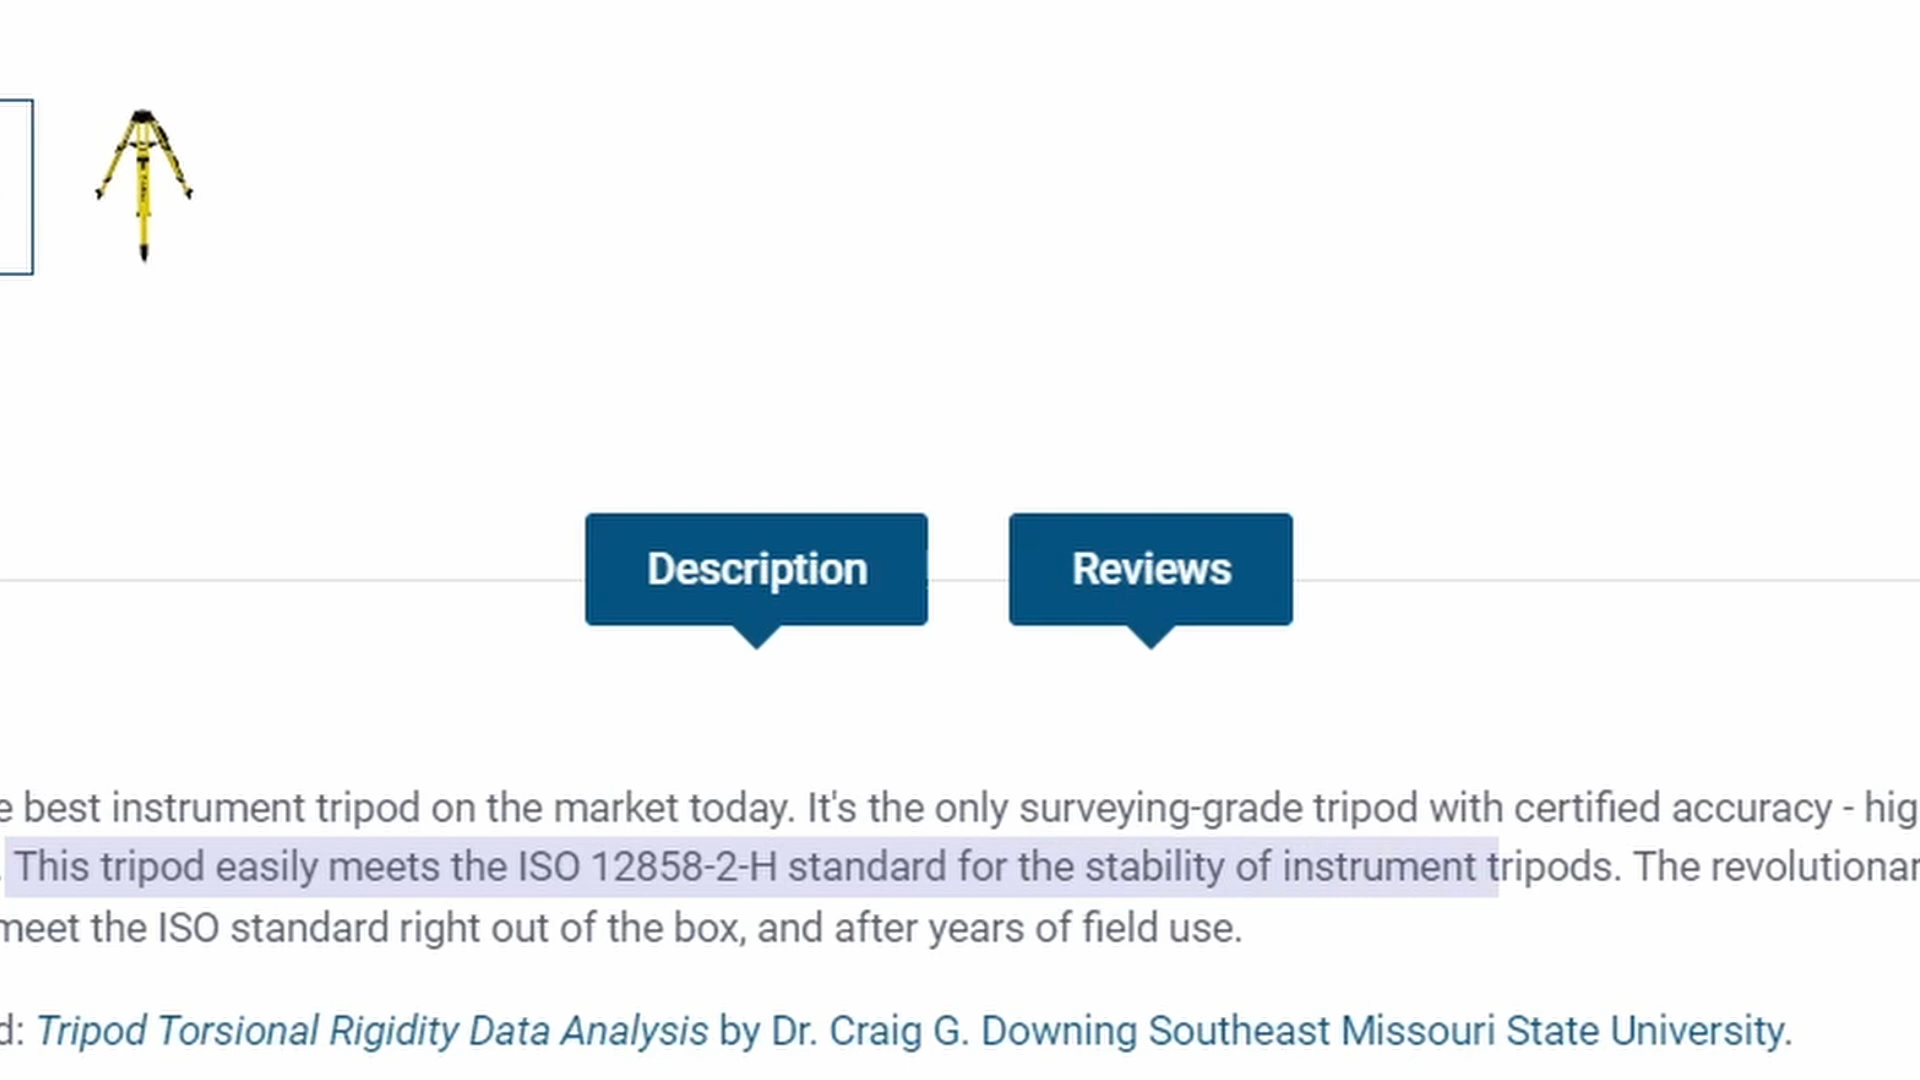 Description
Reviews
best instrument tripod on the market today. It's the only surveying-grade tripod with certified accuracy -
This tripod easily meets the ISO 12858-2-H standard for the stability of instrument tripods. The
meet the ISO standard right out of the box, and after years of field use.
Tripod Torsional Rigidity Data Analysis by Dr. Craig G. Downing Southeast Missouri State University.